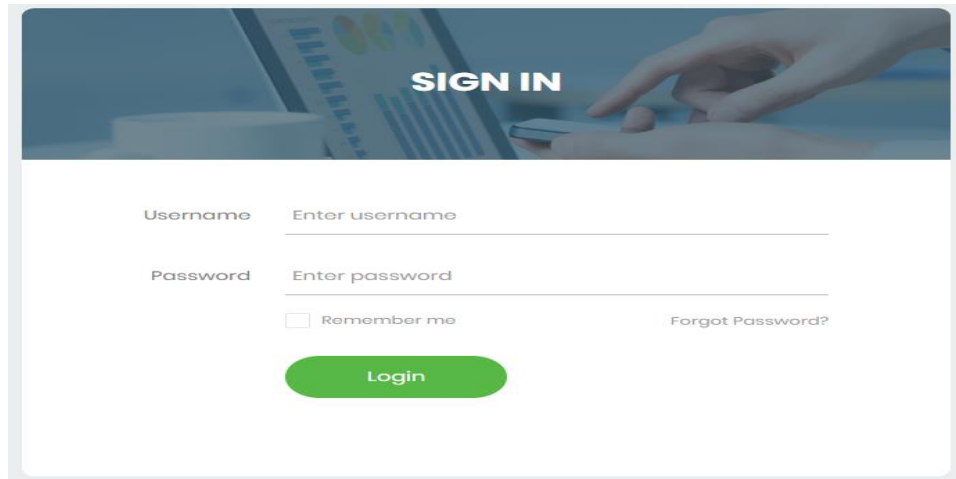 SIGN IN
Username Enter username
Password Enter password
Remember me Forgot Password?
Login